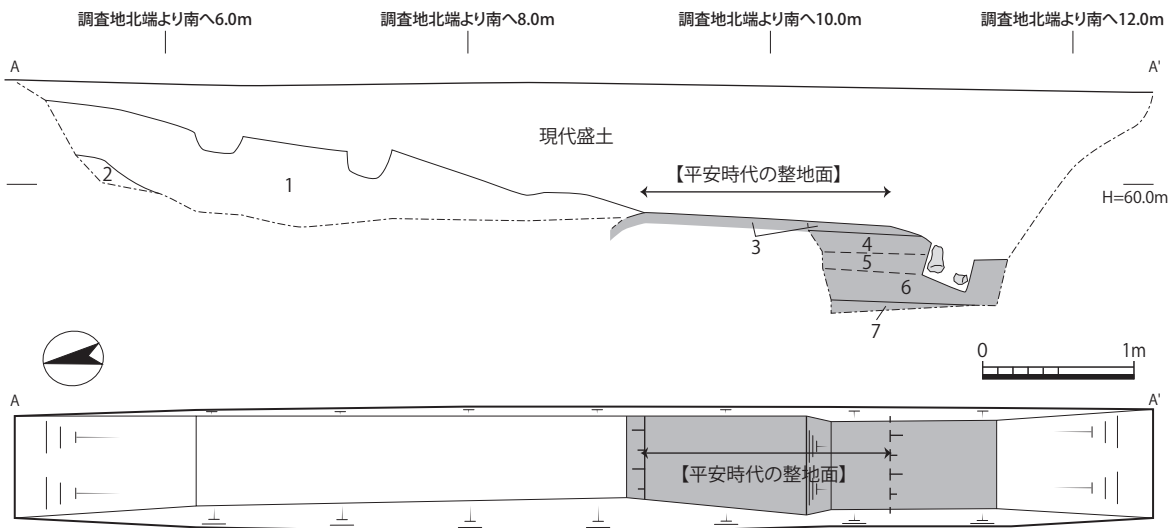 調査地北端より南へ6.0m
調査地北端より南へ8.0m
調査地北端より南へ10.0m
調査地北端より南へ12.0m
A
A'
現代盛土
【平安時代の整地面】
2
1
H=60.0m
3
4
5
6
7
0
1m
A
A'
【平安時代の整地面】